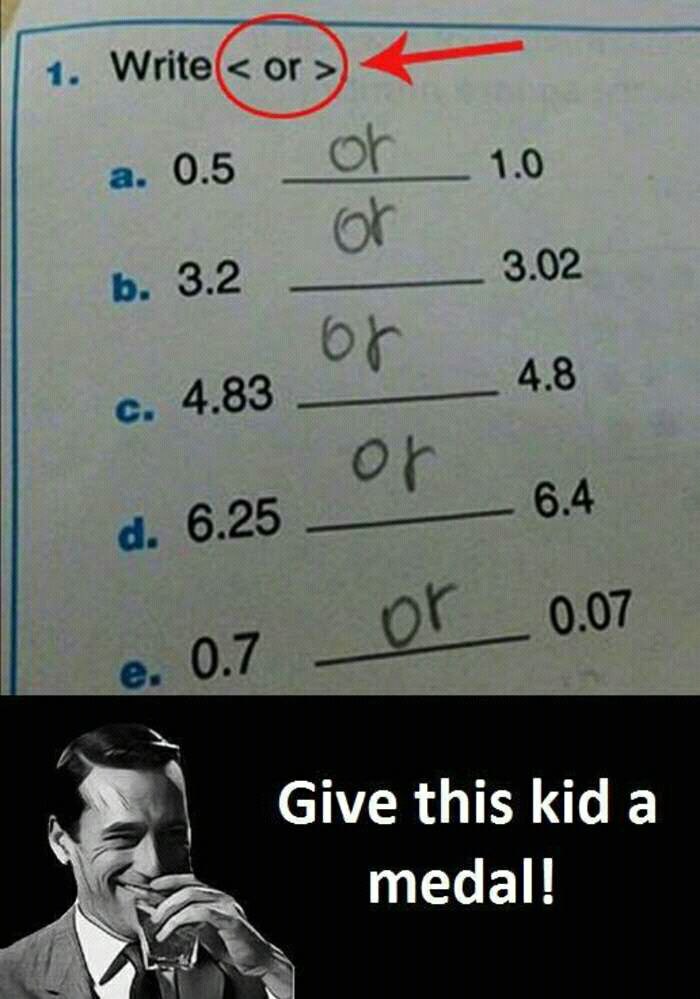 1. Write < or >
a. 0.5 or 1.0
b. 3.2 or 3.02
c. 4.83 or 4.8
d. 6.25 or 6.4
e. 0.7 or 0.07
Give this kid a
medal!